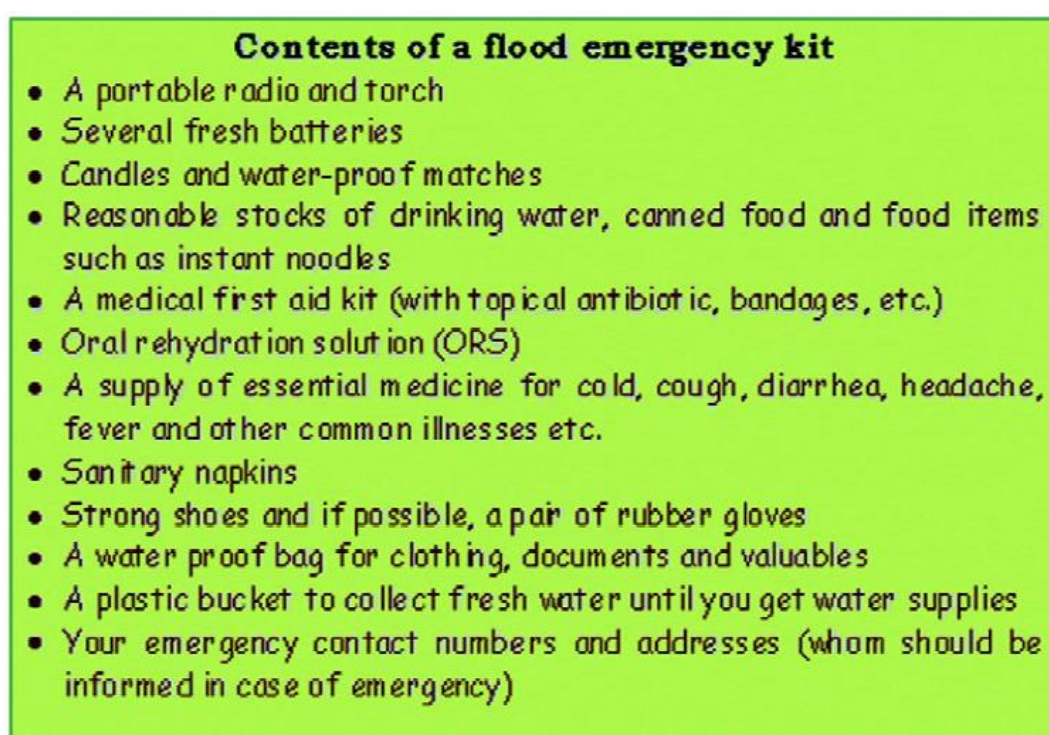 Contents of a flood emergency kit
• A portable radio and torch
• Several fresh batteries
• Candles and water-proof matches
• Reasonable stocks of drinking water, canned food and food items
such as instant noodles
• A medical first aid kit (with topical antibiotic, bandages, etc.)
• Oral rehydration solution (ORS)
• A supply of essential medicine for cold, cough, diarrhea, headache,
fever and other common illnesses etc.
• Sanitary napkins
• Strong shoes and if possible, a pair of rubber gloves
• A water proof bag for clothing, documents and valuables
• A plastic bucket to collect fresh water until you get water supplies
• Your emergency contact numbers and addresses (whom should be
informed in case of emergency)